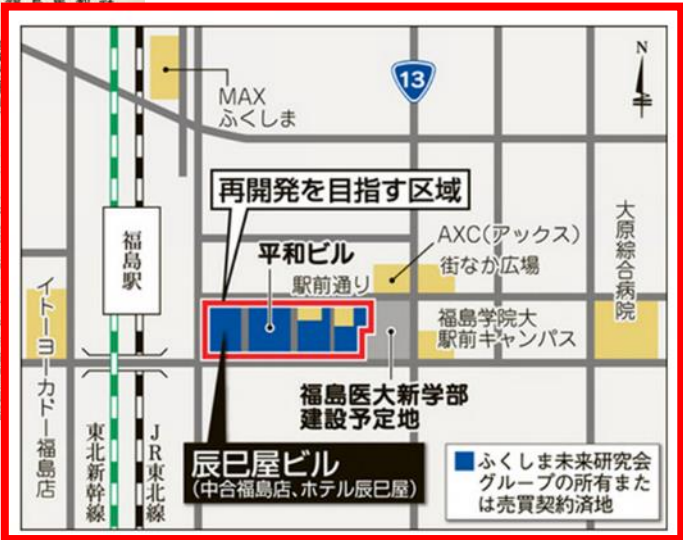 MAX
ふくしま
13
N
再開発を目指す区域
福島駅
平和ビル
駅前通り
AXC(アックス)
街なか広場
大原綜合病院
イトーヨーカドー福島店
福島学院大
駅前キャンパス
福島医大新学部
建設予定地
東北新幹線
JR東北線
辰巳屋ビル
(中合福島店、ホテル辰巳屋)
ふくしま未来研究会
グループの所有また
は売買契約済地